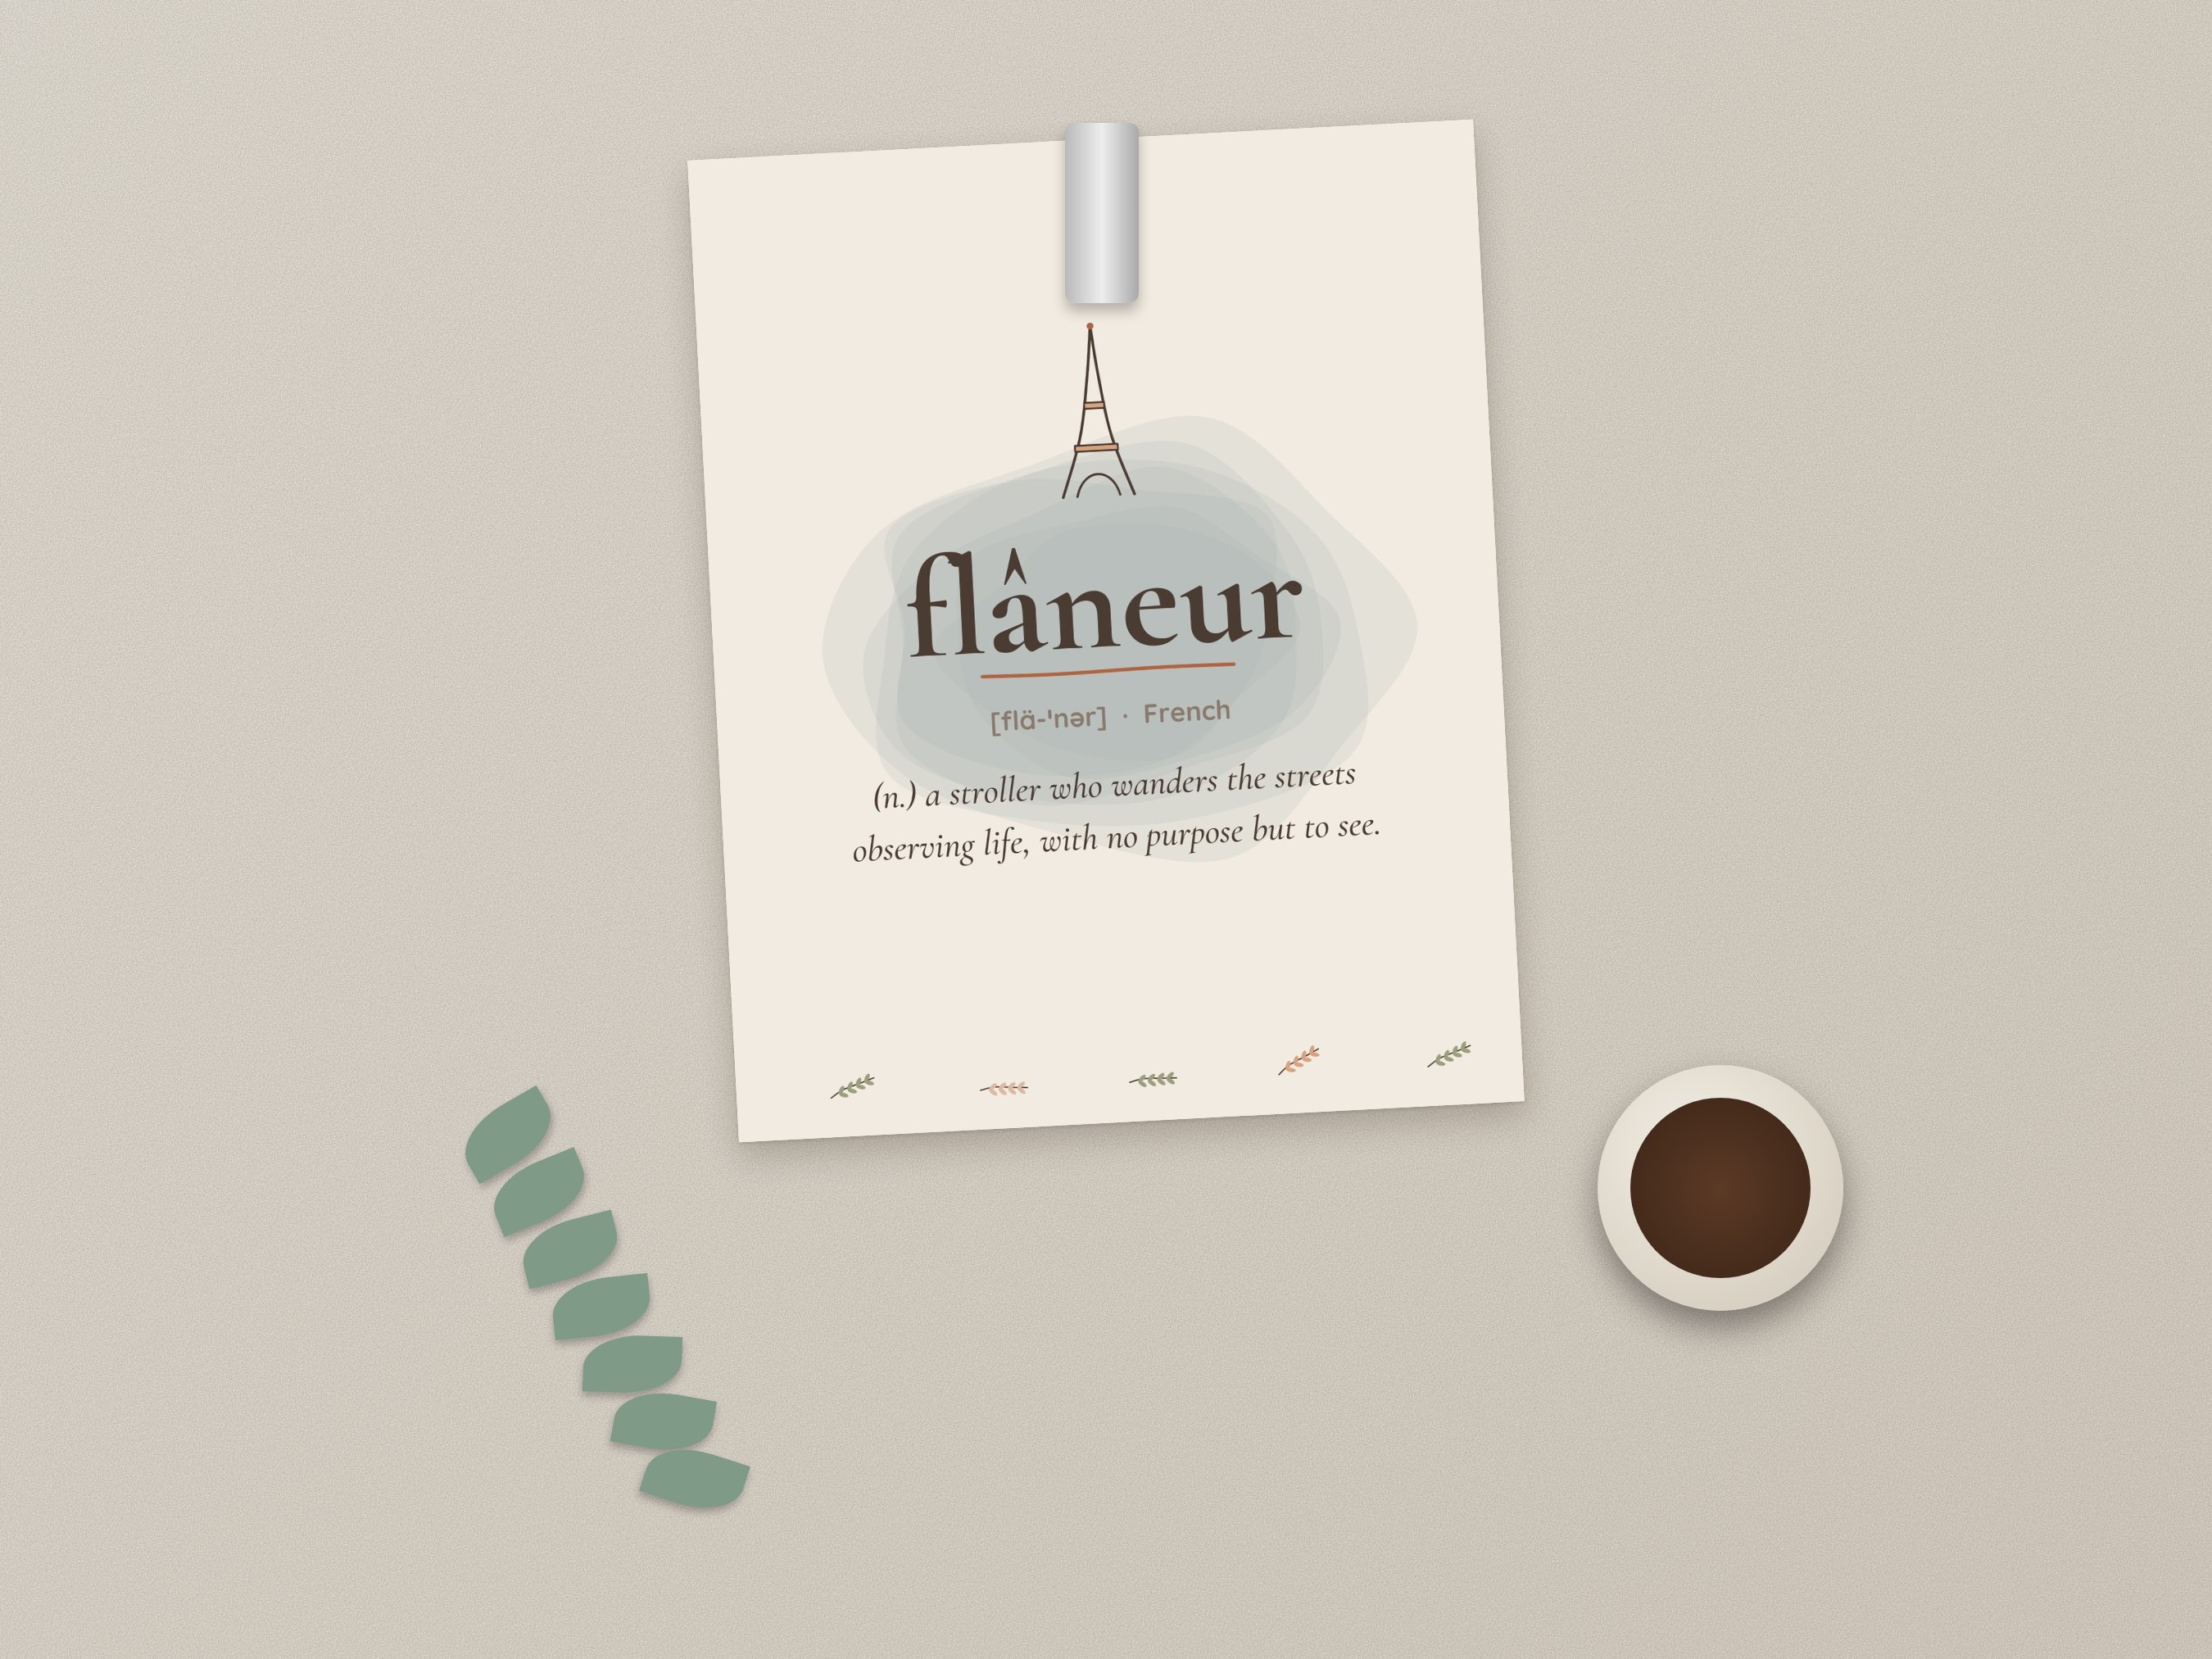 flâneur
[flä-ˈnər] · French
(n.) a stroller who wanders the streets
observing life, with no purpose but to see.